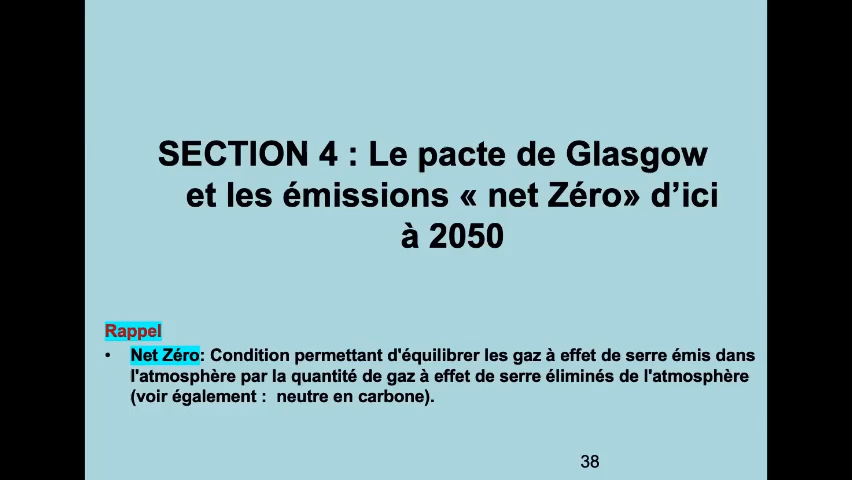 SECTION 4 : Le pacte de Glasgow
et les émissions « net Zéro» d’ici
à 2050
Rappel
• Net Zéro: Condition permettant d'équilibrer les gaz à effet de serre émis dans
l'atmosphère par la quantité de gaz à effet de serre éliminés de l'atmosphère
(voir également : neutre en carbone).
38